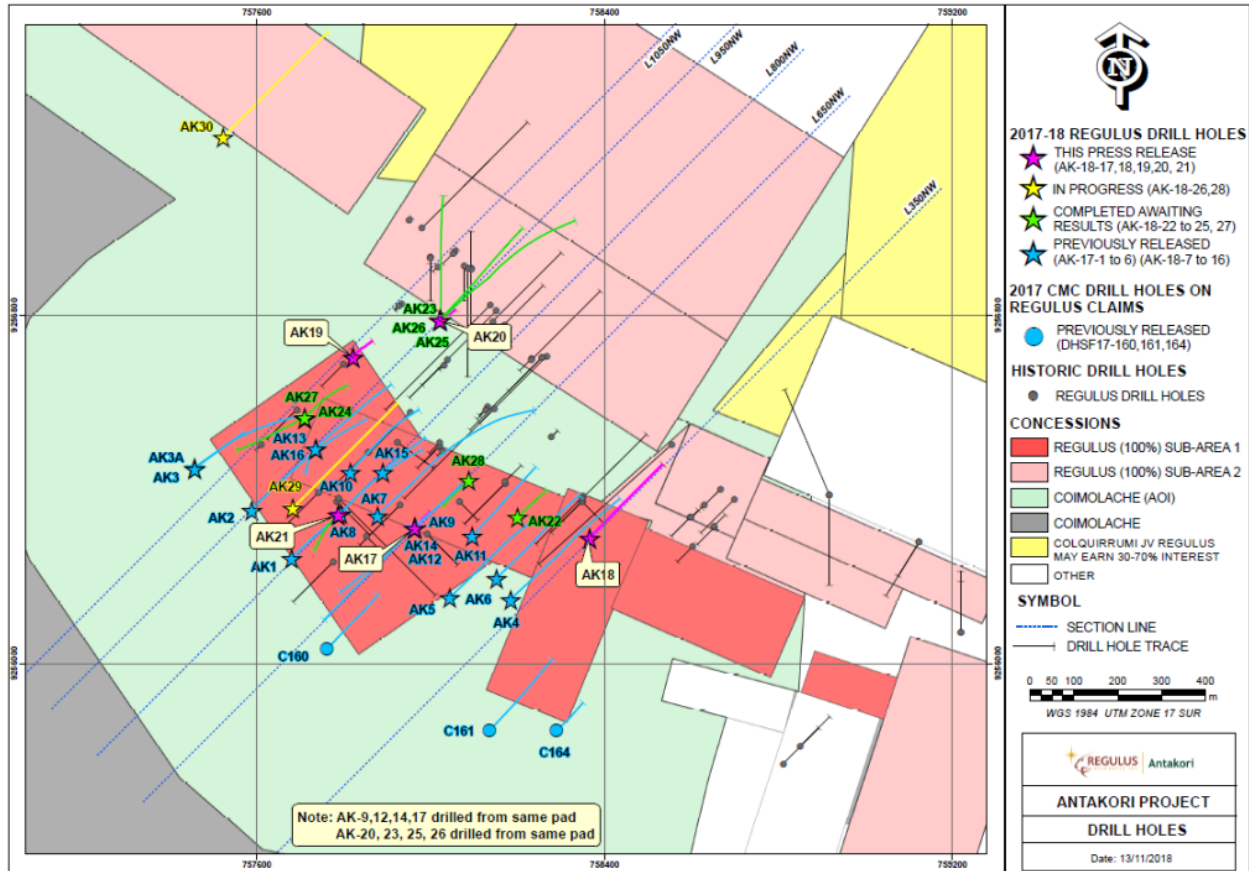 757600
758400
759200
9256800
9256000
L1050NW
L950NW
L800NW
L650NW
L350NW
AK30
AK23
AK26
AK25
AK20
AK19
AK27
AK24
AK13
AK16
AK3A
AK3
AK15
AK10
AK28
AK29
AK2
AK7
AK8
AK9
AK22
AK21
AK17
AK14
AK12
AK11
AK1
AK18
AK5
AK6
AK4
C160
C161
C164
Note: AK-9,12,14,17 drilled from same pad
AK-20, 23, 25, 26 drilled from same pad
757600
758400
759200
N
2017-18 REGULUS DRILL HOLES
THIS PRESS RELEASE
(AK-18-17,18,19,20, 21)
IN PROGRESS (AK-18-26,28)
COMPLETED AWAITING
RESULTS (AK-18-22 to 25, 27)
PREVIOUSLY RELEASED
(AK-17-1 to 6) (AK-18-7 to 16)
2017 CMC DRILL HOLES ON
REGULUS CLAIMS
PREVIOUSLY RELEASED
(DHSF17-160,161,164)
HISTORIC DRILL HOLES
REGULUS DRILL HOLES
CONCESSIONS
REGULUS (100%) SUB-AREA 1
REGULUS (100%) SUB-AREA 2
COIMOLACHE (AOI)
COIMOLACHE
COLQUIRRUMI JV REGULUS
MAY EARN 30-70% INTEREST
OTHER
SYMBOL
SECTION LINE
DRILL HOLE TRACE
0 50 100 200 300 400
m
WGS 1984 UTM ZONE 17 SUR
REGULUS Antakori
ANTAKORI PROJECT
DRILL HOLES
Date: 13/11/2018